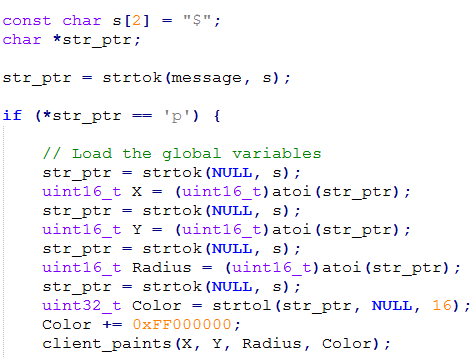 const char s[2] = "$";
char *str_ptr;
str_ptr = strtok(message, s);
if (*str_ptr == 'p') {
// Load the global variables
str_ptr = strtok(NULL, s);
uint16_t X = (uint16_t)atoi(str_ptr);
str_ptr = strtok(NULL, s);
uint16_t Y = (uint16_t)atoi(str_ptr);
str_ptr = strtok(NULL, s);
uint16_t Radius = (uint16_t)atoi(str_ptr);
str_ptr = strtok(NULL, s);
uint32_t Color = strtol(str_ptr, NULL, 16);
Color += 0xFF000000;
client_paints(X, Y, Radius, Color);